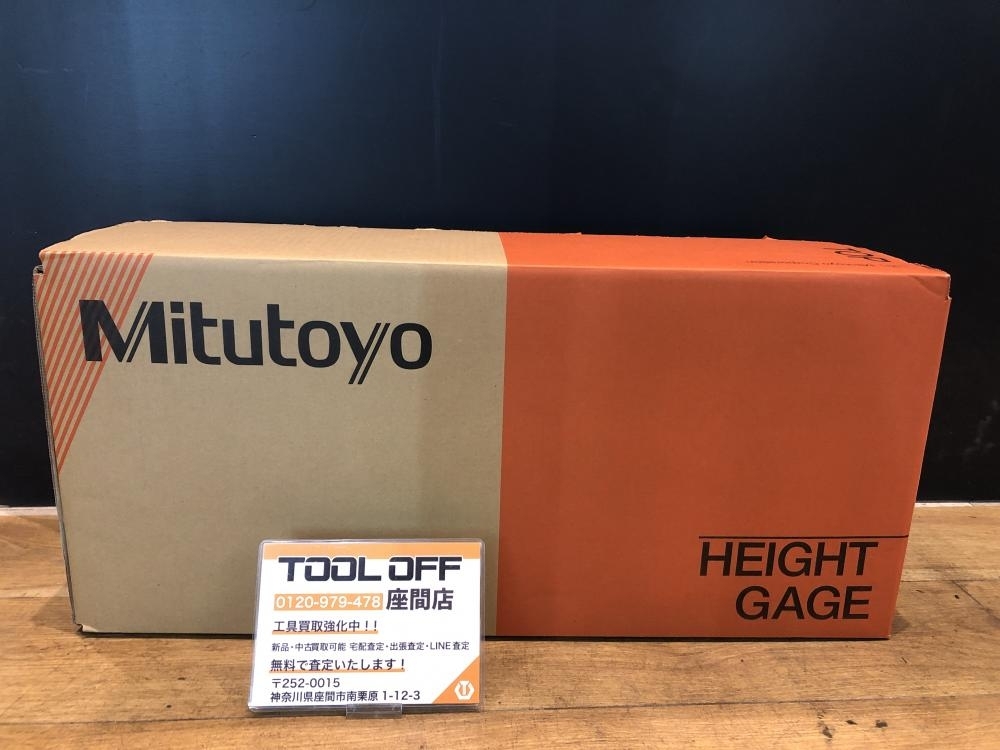 Mitutoyo
HEIGHT
GAGE
TOOL OFF
0120-979-478 座間店
工具買取強化中!!
新品・中古買取可能 宅配査定・出張査定・LINE査定
無料で査定いたします!
〒252-0015
神奈川県座間市南栗原1-12-3